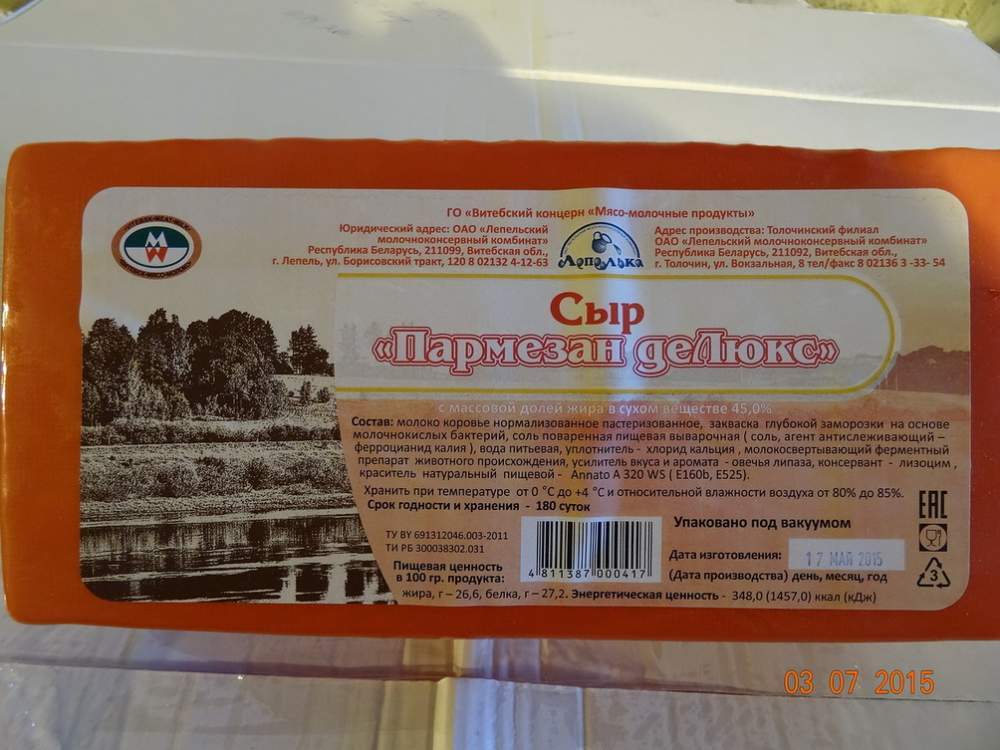 ГО «Витебский концерн «Мясо-молочные продукты»
Юридический адрес: ОАО «Лепельский
молочноконсервный комбинат»
Республика Беларусь, 211099, Витебская обл.,
г. Лепель, ул. Борисовский тракт, 120 8 02132 4-12-63
Лепелька
Адрес производства: Толочинский филиал
ОАО «Лепельский молочноконсервный комбинат»
Республика Беларусь, 211092, Витебская обл.,
г. Толочин, ул. Вокзальная, 8 тел/факс 8 02136 3 -33- 54
Сыр
«Пармезан деЛюкс»
с массовой долей жира в сухом веществе 45,0%
Состав: молоко коровье нормализованное пастеризованное, закваска глубокой заморозки на основе
молочнокислых бактерий, соль поваренная пищевая выварочная ( соль, агент антислеживающий –
ферроцианид калия ), вода питьевая, уплотнитель - хлорид кальция , молокосвертывающий ферментный
препарат животного происхождения, усилитель вкуса и аромата - овечья липаза, консервант - лизоцим ,
краситель натуральный пищевой - Annato A 320 WS ( E160b, E525).
Хранить при температуре от 0 °С до +4 °С и относительной влажности воздуха от 80% до 85%.
Срок годности и хранения - 180 суток
EAC
Упаковано под вакуумом
ТУ BY 691312046.003-2011
ТИ РБ 300038302.031
Пищевая ценность
в 100 гр. продукта:
4 811387 000417
Дата изготовления:
17 МАЙ 2015
(Дата производства) день, месяц, год
3
жира, г – 26,6, белка, г – 27,2. Энергетическая ценность - 348,0 (1457,0) ккал (кДж)
03 07 2015